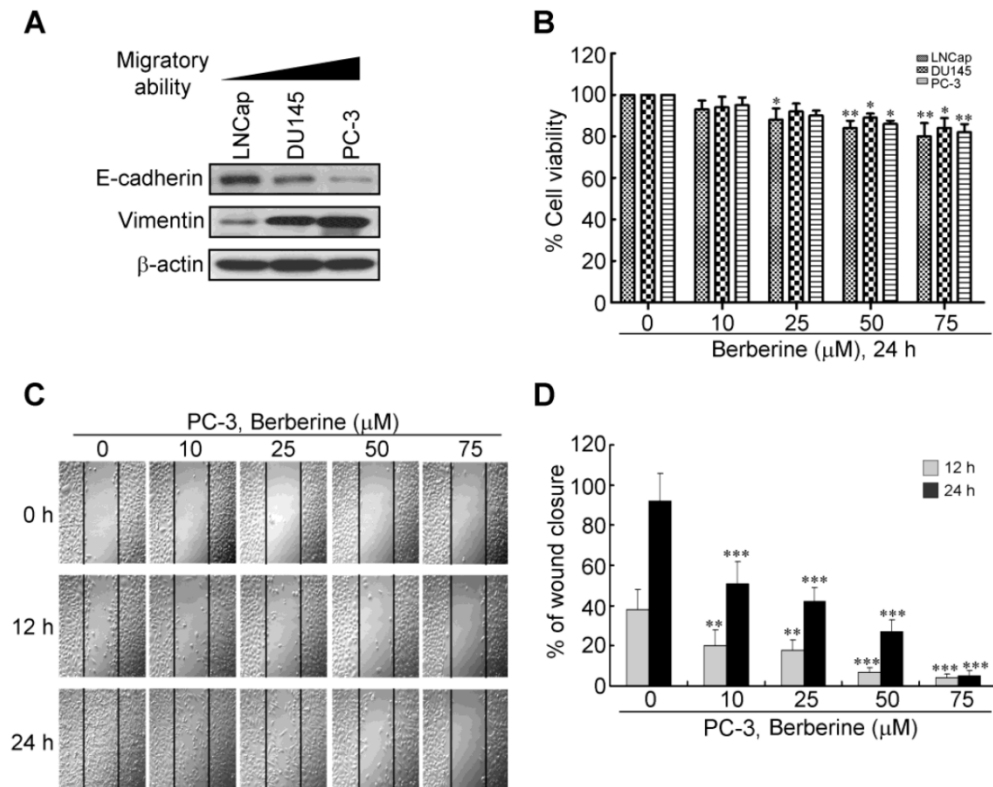 A
Migratory
ability
LNCap
DU145
PC-3
E-cadherin
Vimentin
β-actin
B
LNCap
DU145
PC-3
% Cell viability
120
100
80
60
40
20
0
* ** * * ** * **
0 10 25 50 75
Berberine (μM), 24 h
C
PC-3, Berberine (μM)
0 10 25 50 75
0 h
12 h
24 h
D
% of wound closure
120
100
80
60
40
20
0
12 h
24 h
** *** ** *** *** *** *** ***
0 10 25 50 75
PC-3, Berberine (μM)